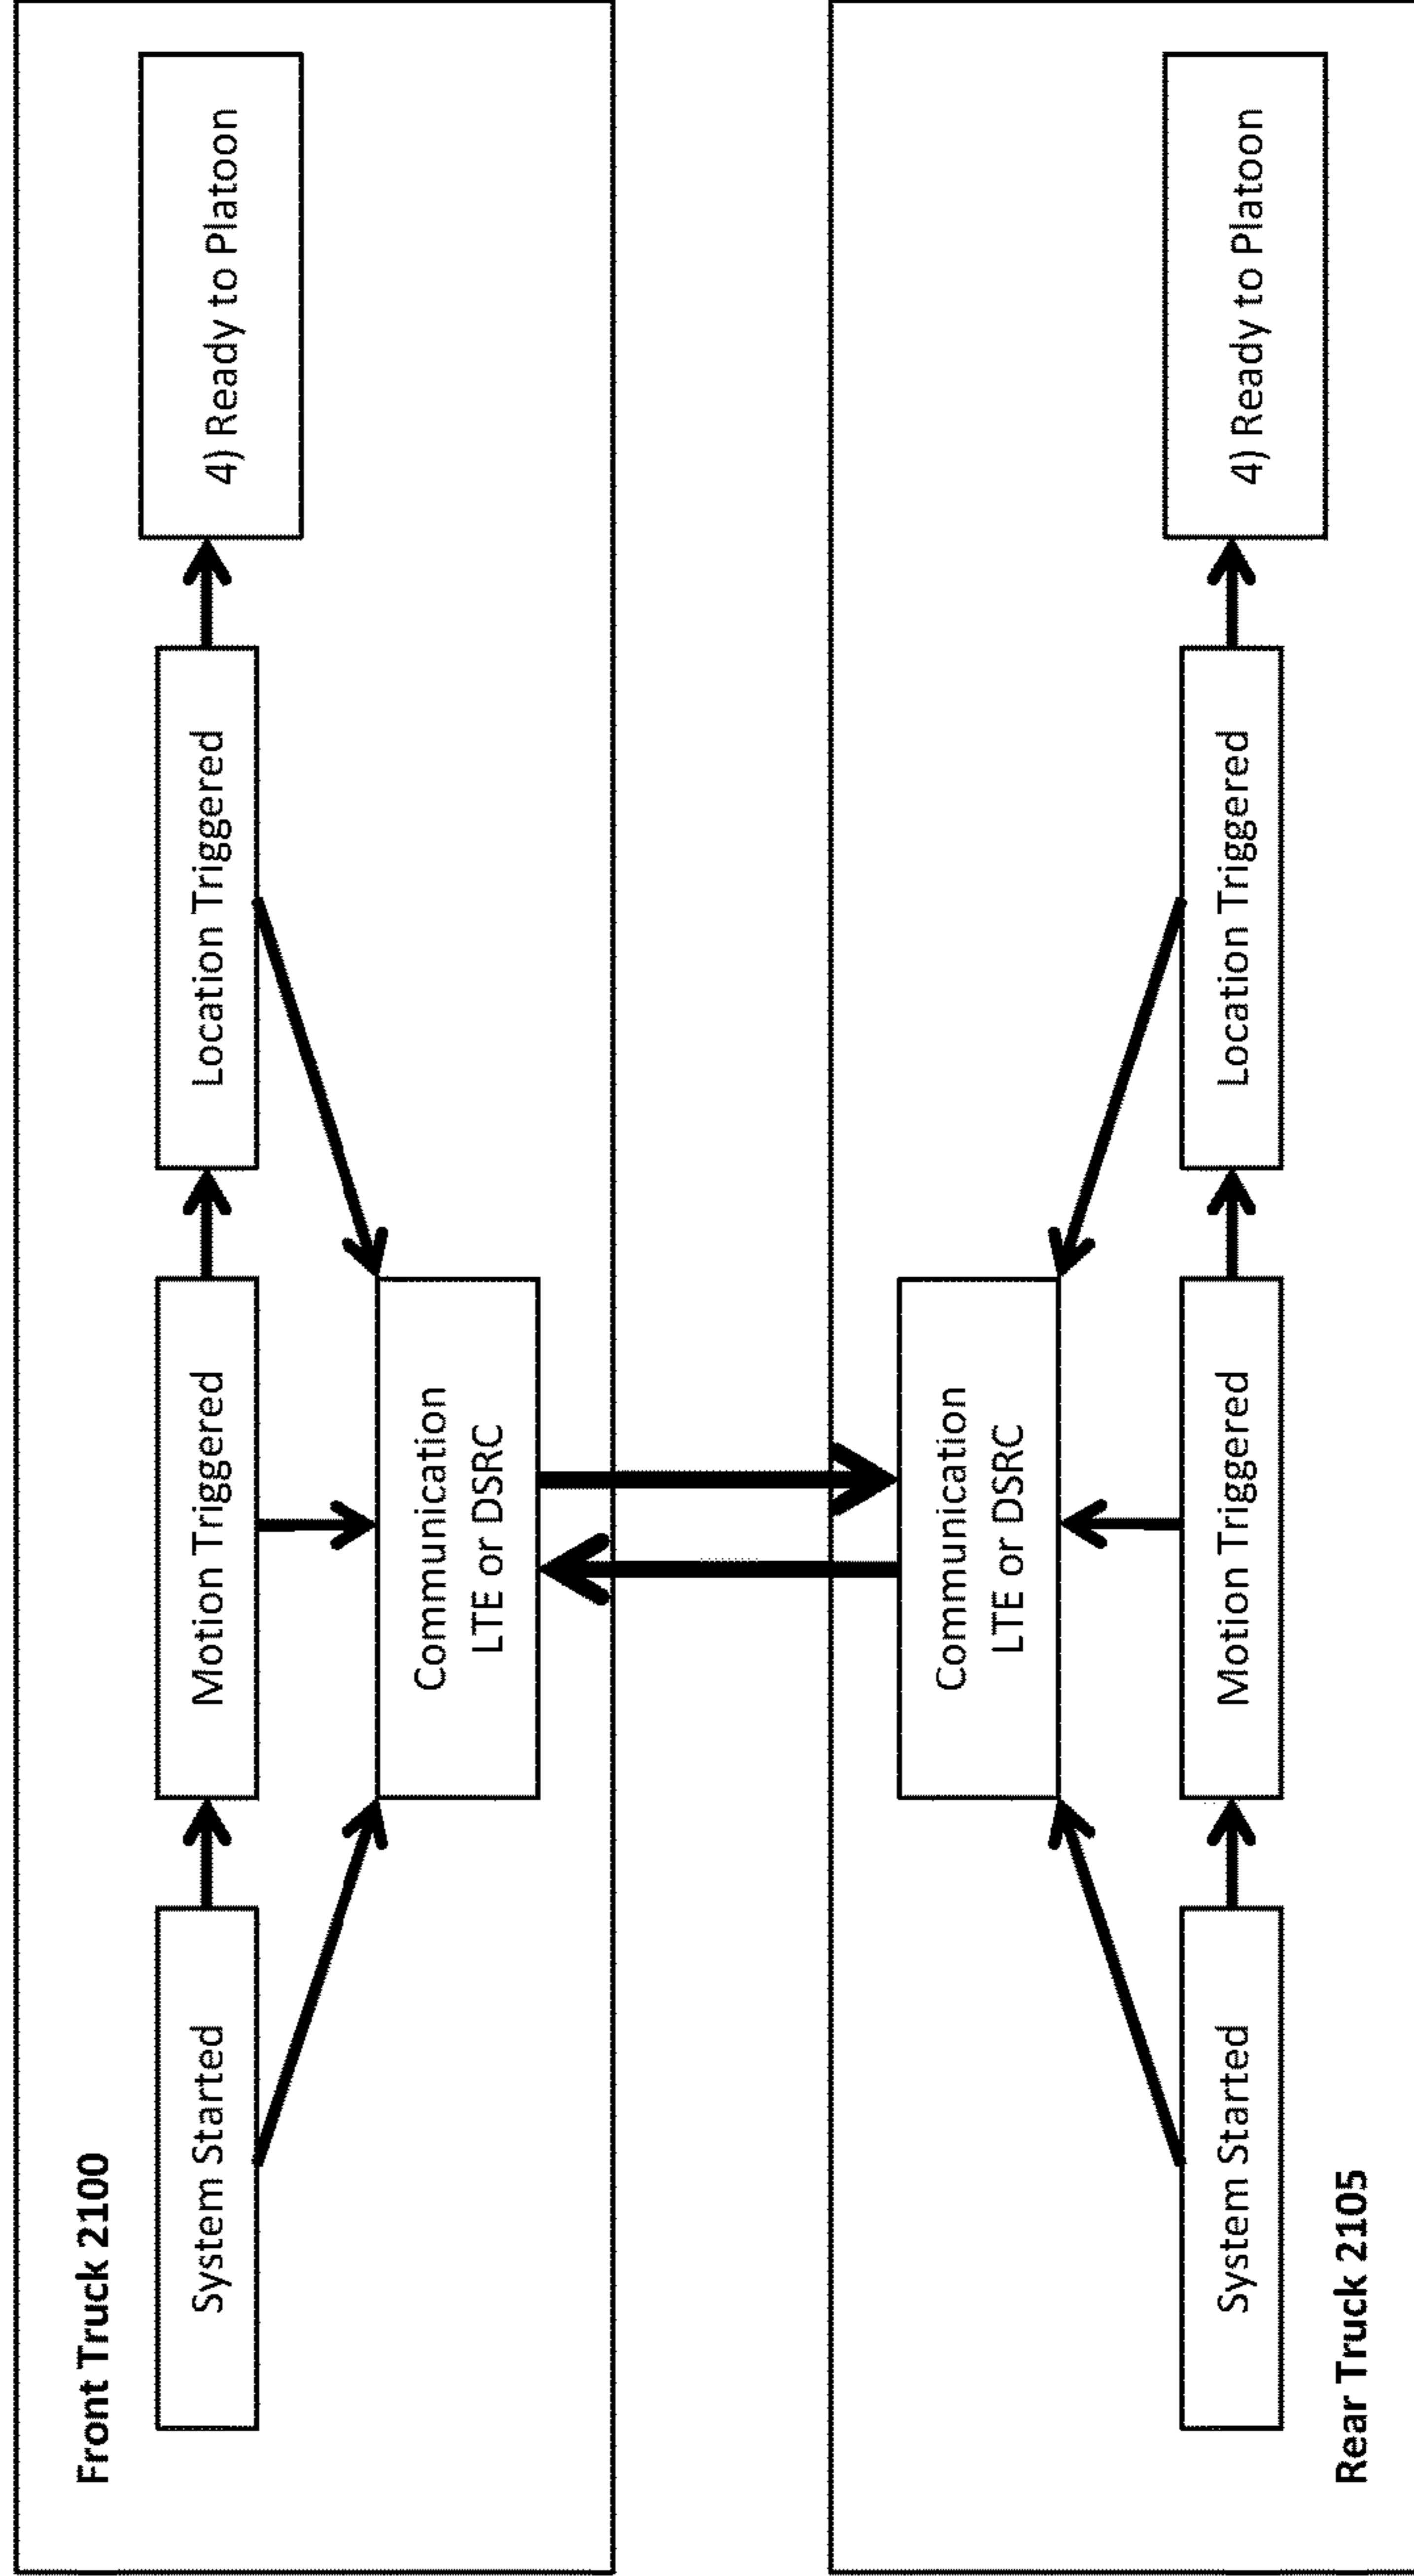 Front Truck 2100
System Started
Motion Triggered
Location Triggered
4) Ready to Platoon
Communication
LTE or DSRC
Communication
LTE or DSRC
System Started
Motion Triggered
Location Triggered
4) Ready to Platoon
Rear Truck 2105